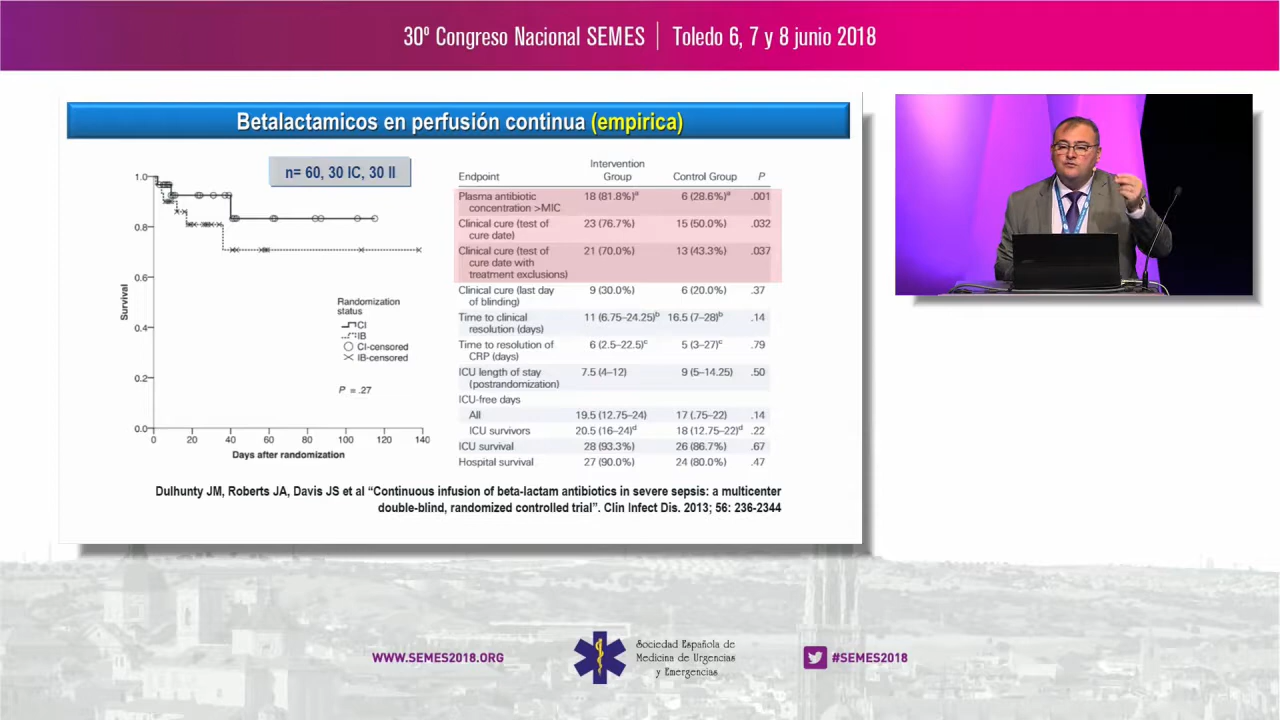 30º Congreso Nacional SEMES | Toledo 6, 7 y 8 junio 2018
Betalactamicos en perfusión continua (empirica)
n= 60, 30 IC, 30 II
Survival
1.0
0.8
0.6
0.4
0.2
0.0
0 20 40 60 80 100 120 140
Days after randomization
Randomization
status
CI
IB
CI-censored
IB-censored
P = .27
Endpoint Intervention Group Control Group P
Plasma antibiotic concentration >MIC 18 (81.8%)a 6 (28.6%)a .001
Clinical cure (test of cure date) 23 (76.7%) 15 (50.0%) .032
Clinical cure (test of cure date with treatment exclusions) 21 (70.0%) 13 (43.3%) .037
Clinical cure (last day of blinding) 9 (30.0%) 6 (20.0%) .37
Time to clinical resolution (days) 11 (6.75–24.25)b 16.5 (7–28)b .14
Time to resolution of CRP (days) 6 (2.5–22.5)c 5 (3–27)c .79
ICU length of stay (postrandomization) 7.5 (4–12) 9 (5–14.25) .50
ICU-free days
All 19.5 (12.75–24) 17 (.75–22) .14
ICU survivors 20.5 (16–24)d 18 (12.75–22)d .22
ICU survival 28 (93.3%) 26 (86.7%) .67
Hospital survival 27 (90.0%) 24 (80.0%) .47
Dulhunty JM, Roberts JA, Davis JS et al “Continuous infusion of beta-lactam antibiotics in severe sepsis: a multicenter
double-blind, randomized controlled trial”. Clin Infect Dis. 2013; 56: 236-2344
WWW.SEMES2018.ORG
Sociedad Española de
Medicina de Urgencias
y Emergencias
#SEMES2018